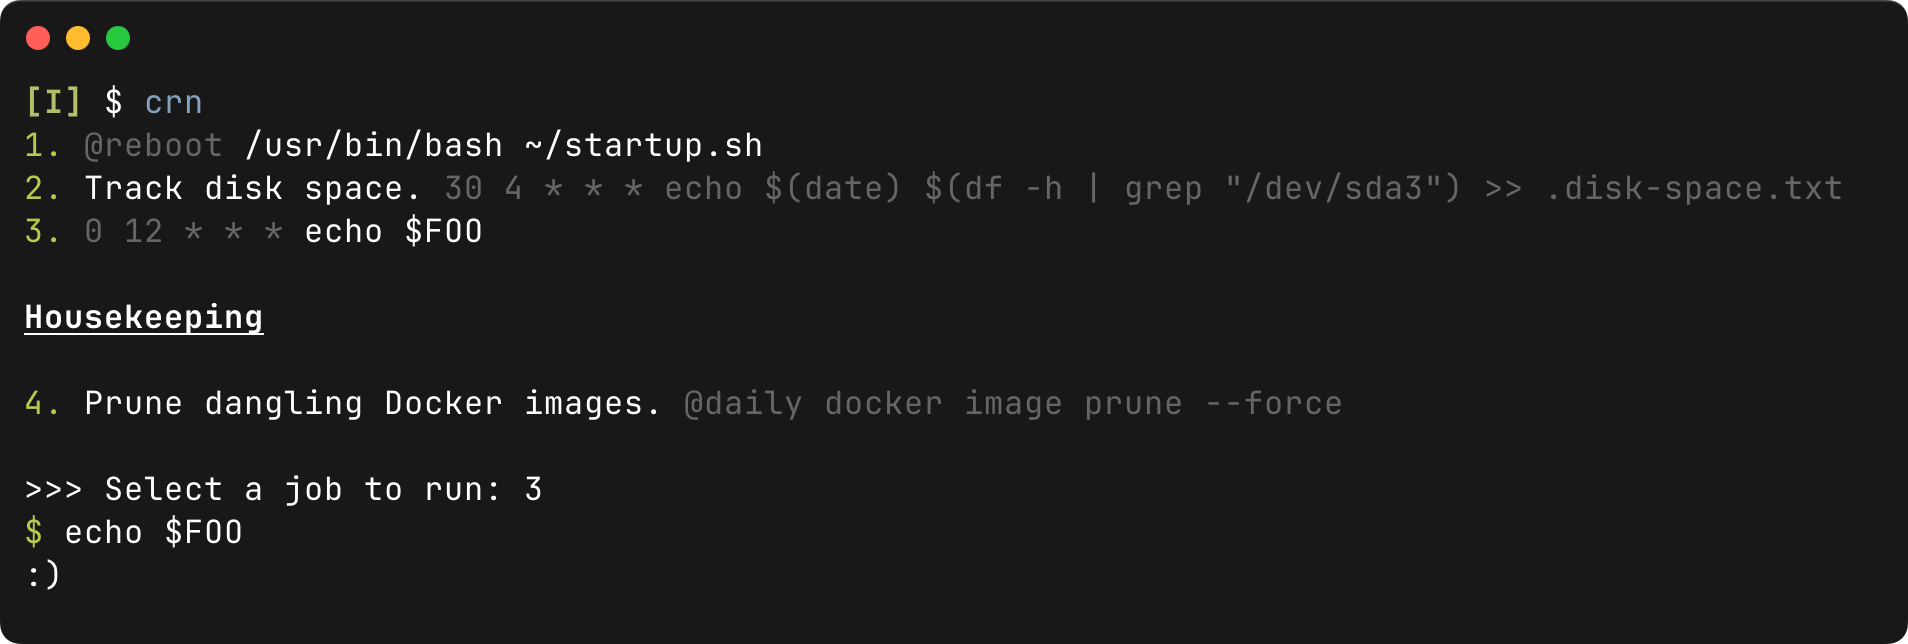 [I] $ crn
1. @reboot /usr/bin/bash ~/startup.sh
2. Track disk space. 30 4 * * * echo $(date) $(df -h | grep "/dev/sda3") >> .disk-space.txt
3. 0 12 * * * echo $FOO
Housekeeping
4. Prune dangling Docker images. @daily docker image prune --force
>>> Select a job to run: 3
$ echo $FOO
:)